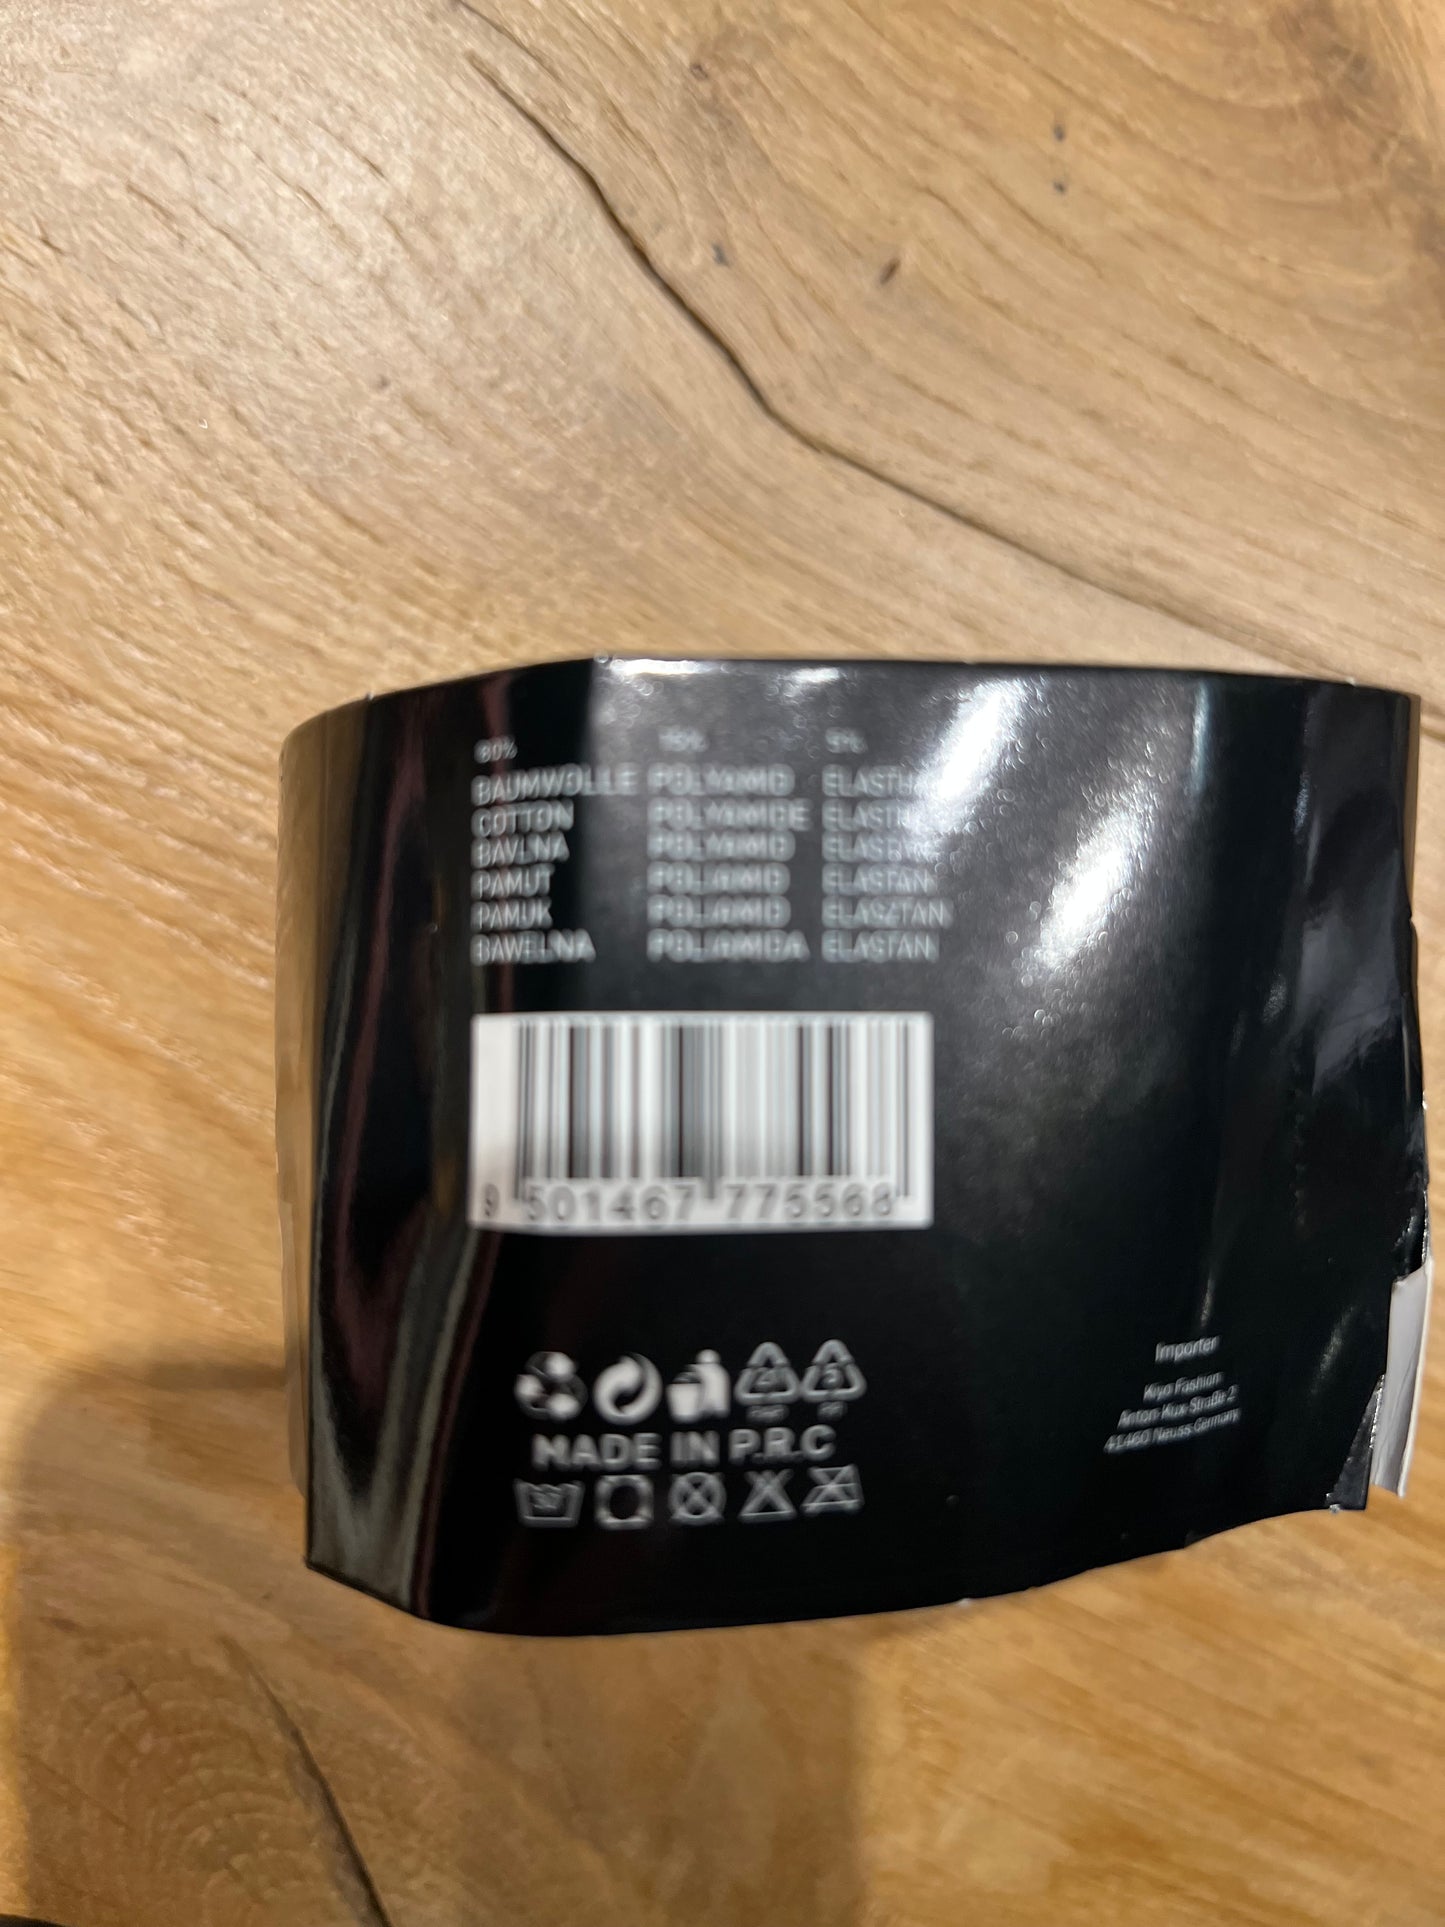 80% 15% 5%
BAUMWOLLE POLYAMID
COTTON POLYAMIDE
BAVLNA POLYAMID
PAMUT POLIAMID ELASTAN
PAMUK POLIAMID ELASZTAN
BAWELNA POLIAMIDA ELASTAN
9 501467 775568
MADE IN P.R.C
30
Importer
Kiyo Fashion
Anton-Kux-Straße 2
41460 Neuss Germany